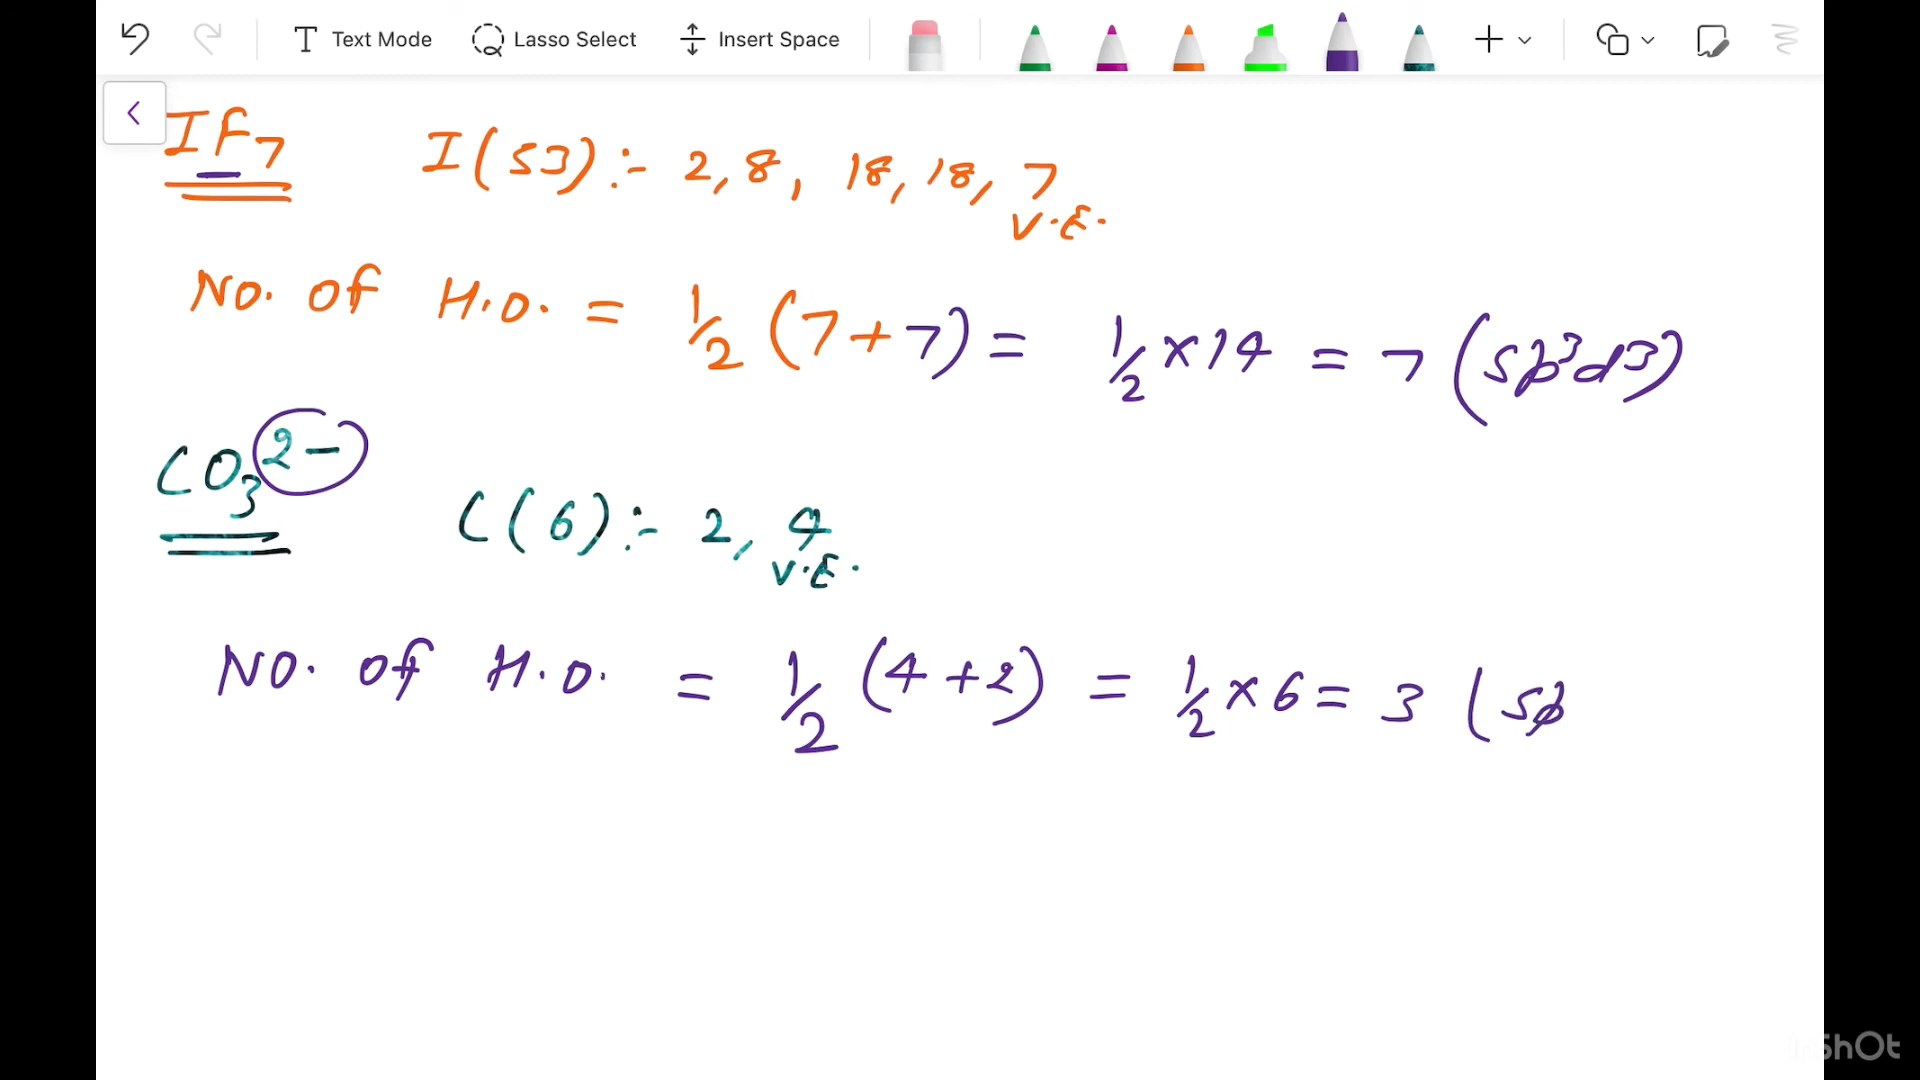 Text Mode Lasso Select Insert Space
IF₇ I(53):- 2, 8, 18, 18, 7
V.E.
No. of H.O. = 1/2 (7+7) = 1/2 × 14 = 7 (sp³d³)
CO₃²⁻
C(6):- 2, 4
V.E.
No. of H.O. = 1/2 (4+2) = 1/2 × 6 = 3 (sp